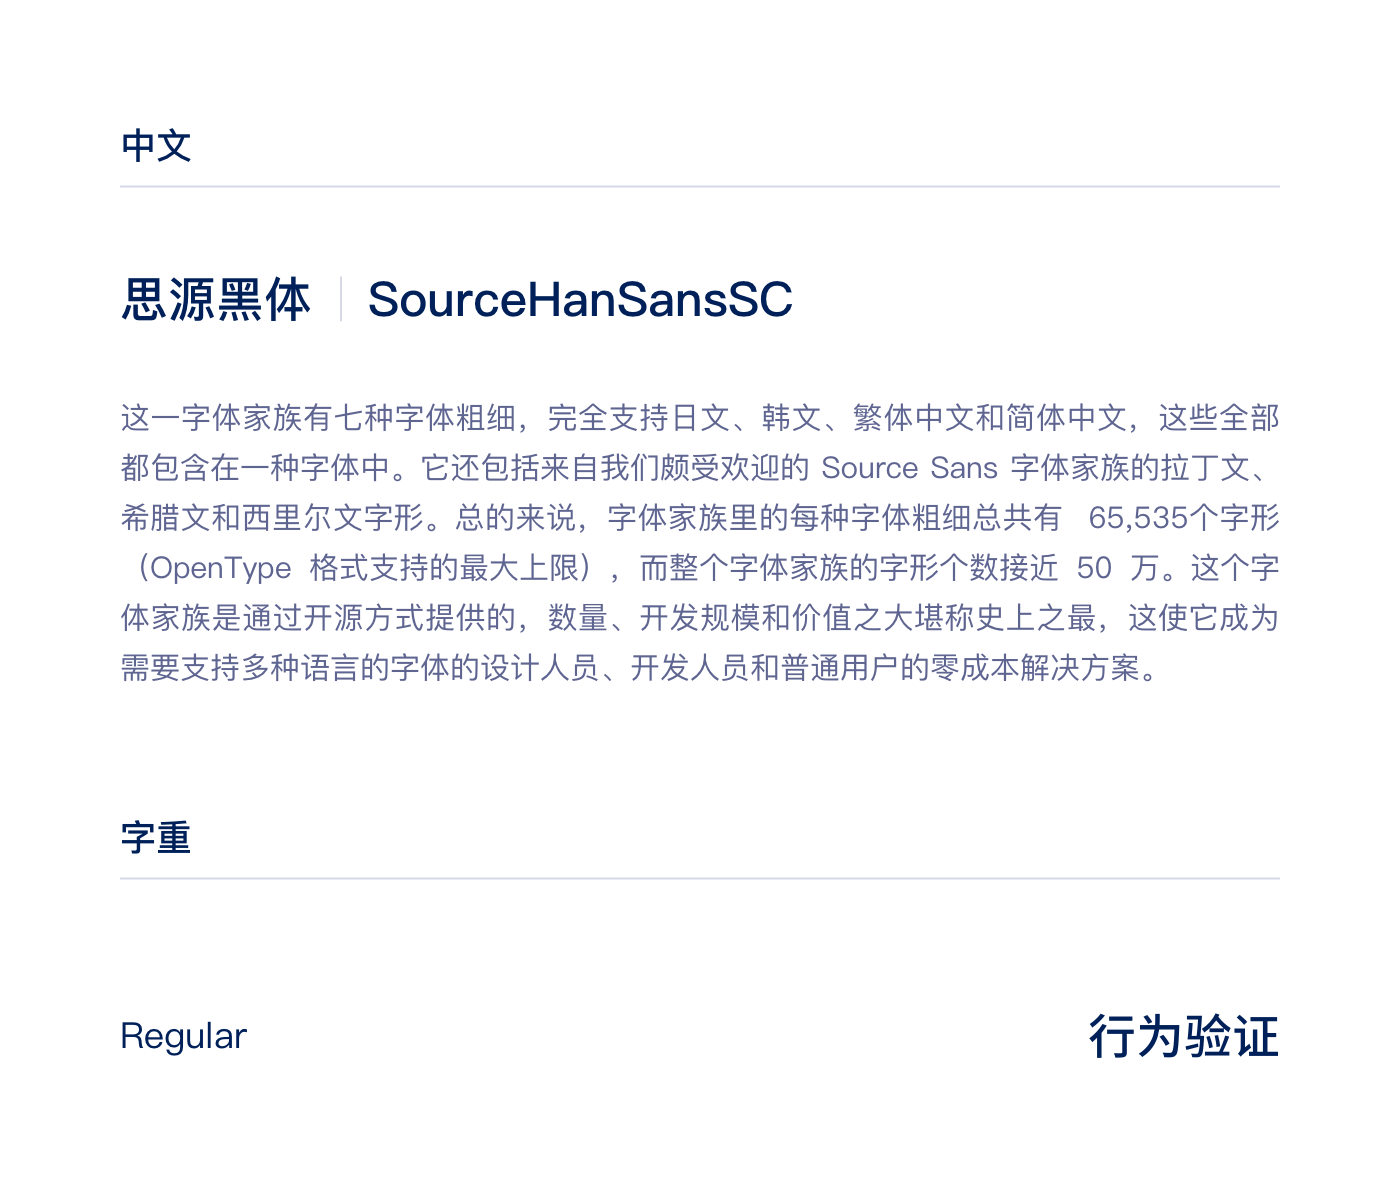 中文
思源黑体 | SourceHanSansSC
这一字体家族有七种字体粗细，完全支持日文、韩文、繁体中文和简体中文，这些全部
都包含在一种字体中。它还包括来自我们颇受欢迎的 Source Sans 字体家族的拉丁文、
希腊文和西里尔文字形。总的来说，字体家族里的每种字体粗细总共有 65,535个字形
（OpenType 格式支持的最大上限），而整个字体家族的字形个数接近 50 万。这个字
体家族是通过开源方式提供的，数量、开发规模和价值之大堪称史上之最，这使它成为
需要支持多种语言的字体的设计人员、开发人员和普通用户的零成本解决方案。
字重
Regular
行为验证